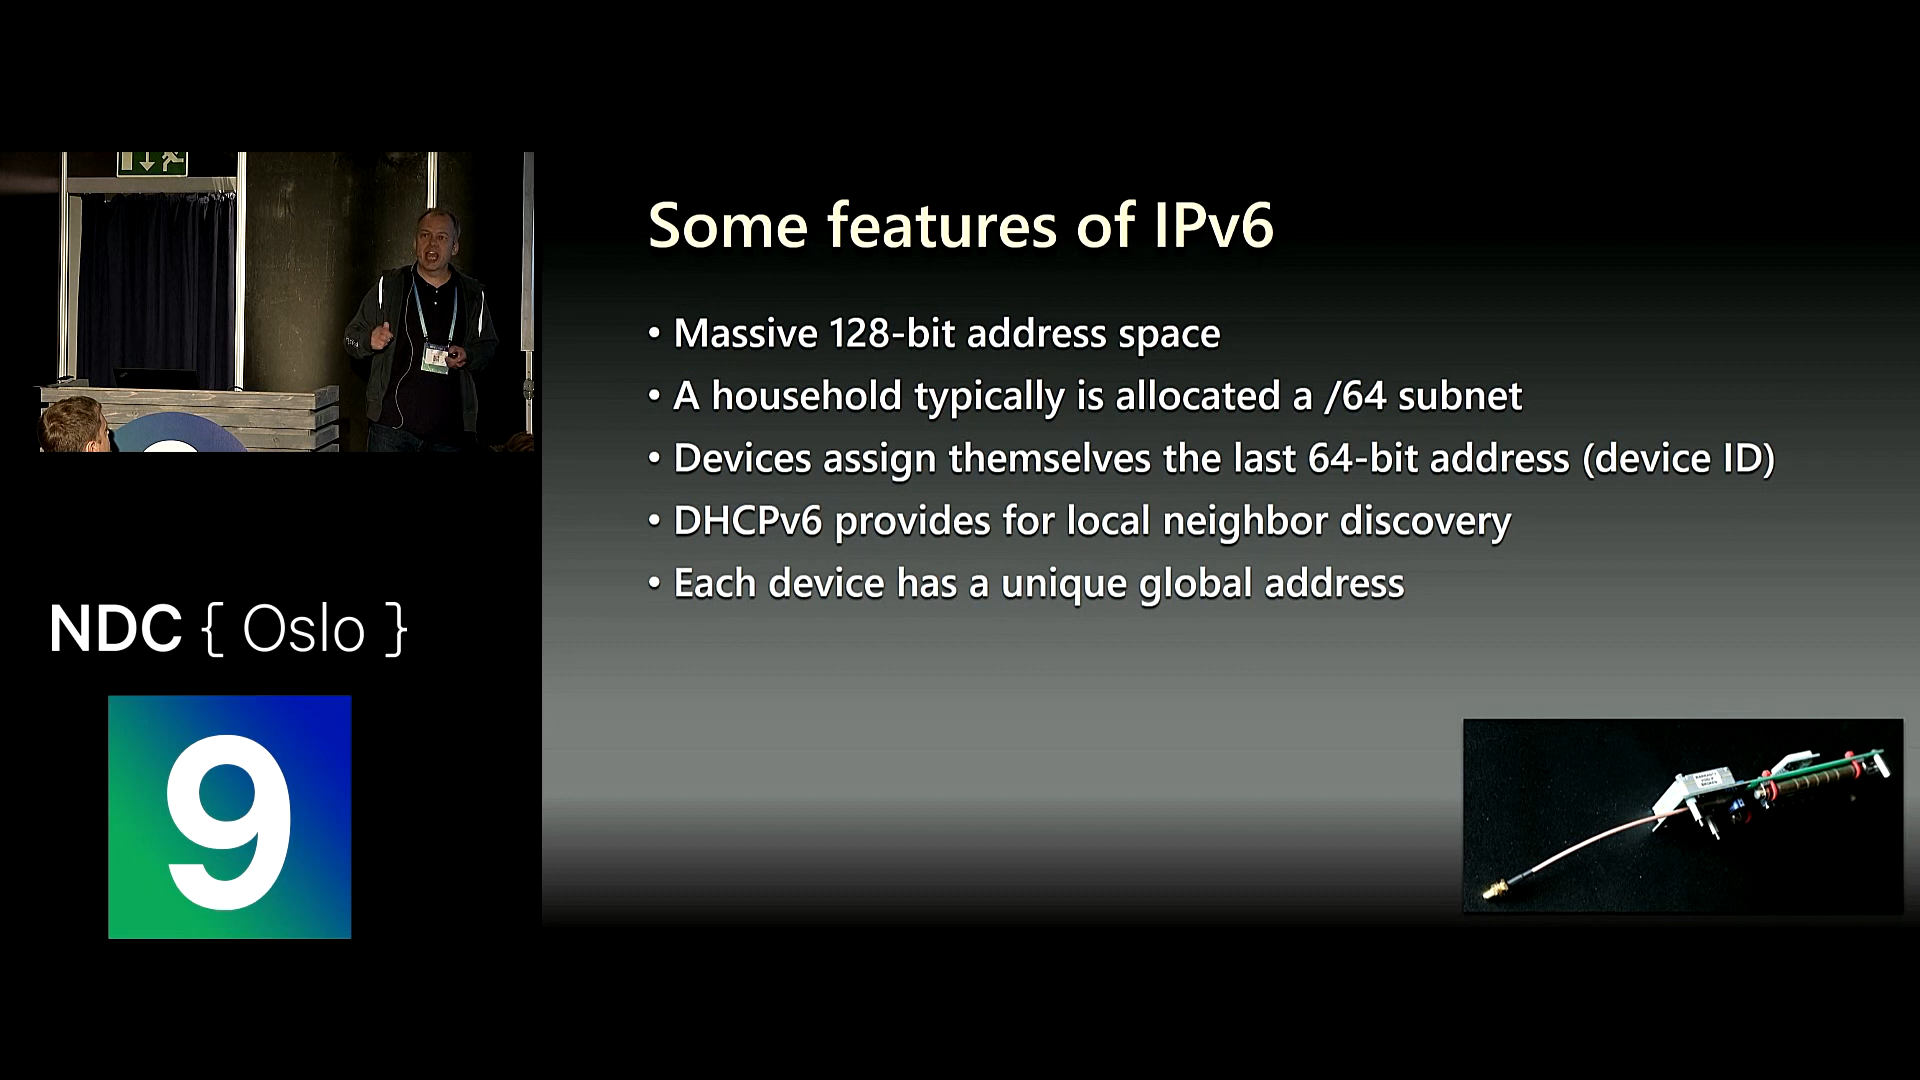 Some features of IPv6
• Massive 128-bit address space
• A household typically is allocated a /64 subnet
• Devices assign themselves the last 64-bit address (device ID)
• DHCPv6 provides for local neighbor discovery
• Each device has a unique global address
NDC { Oslo }
9